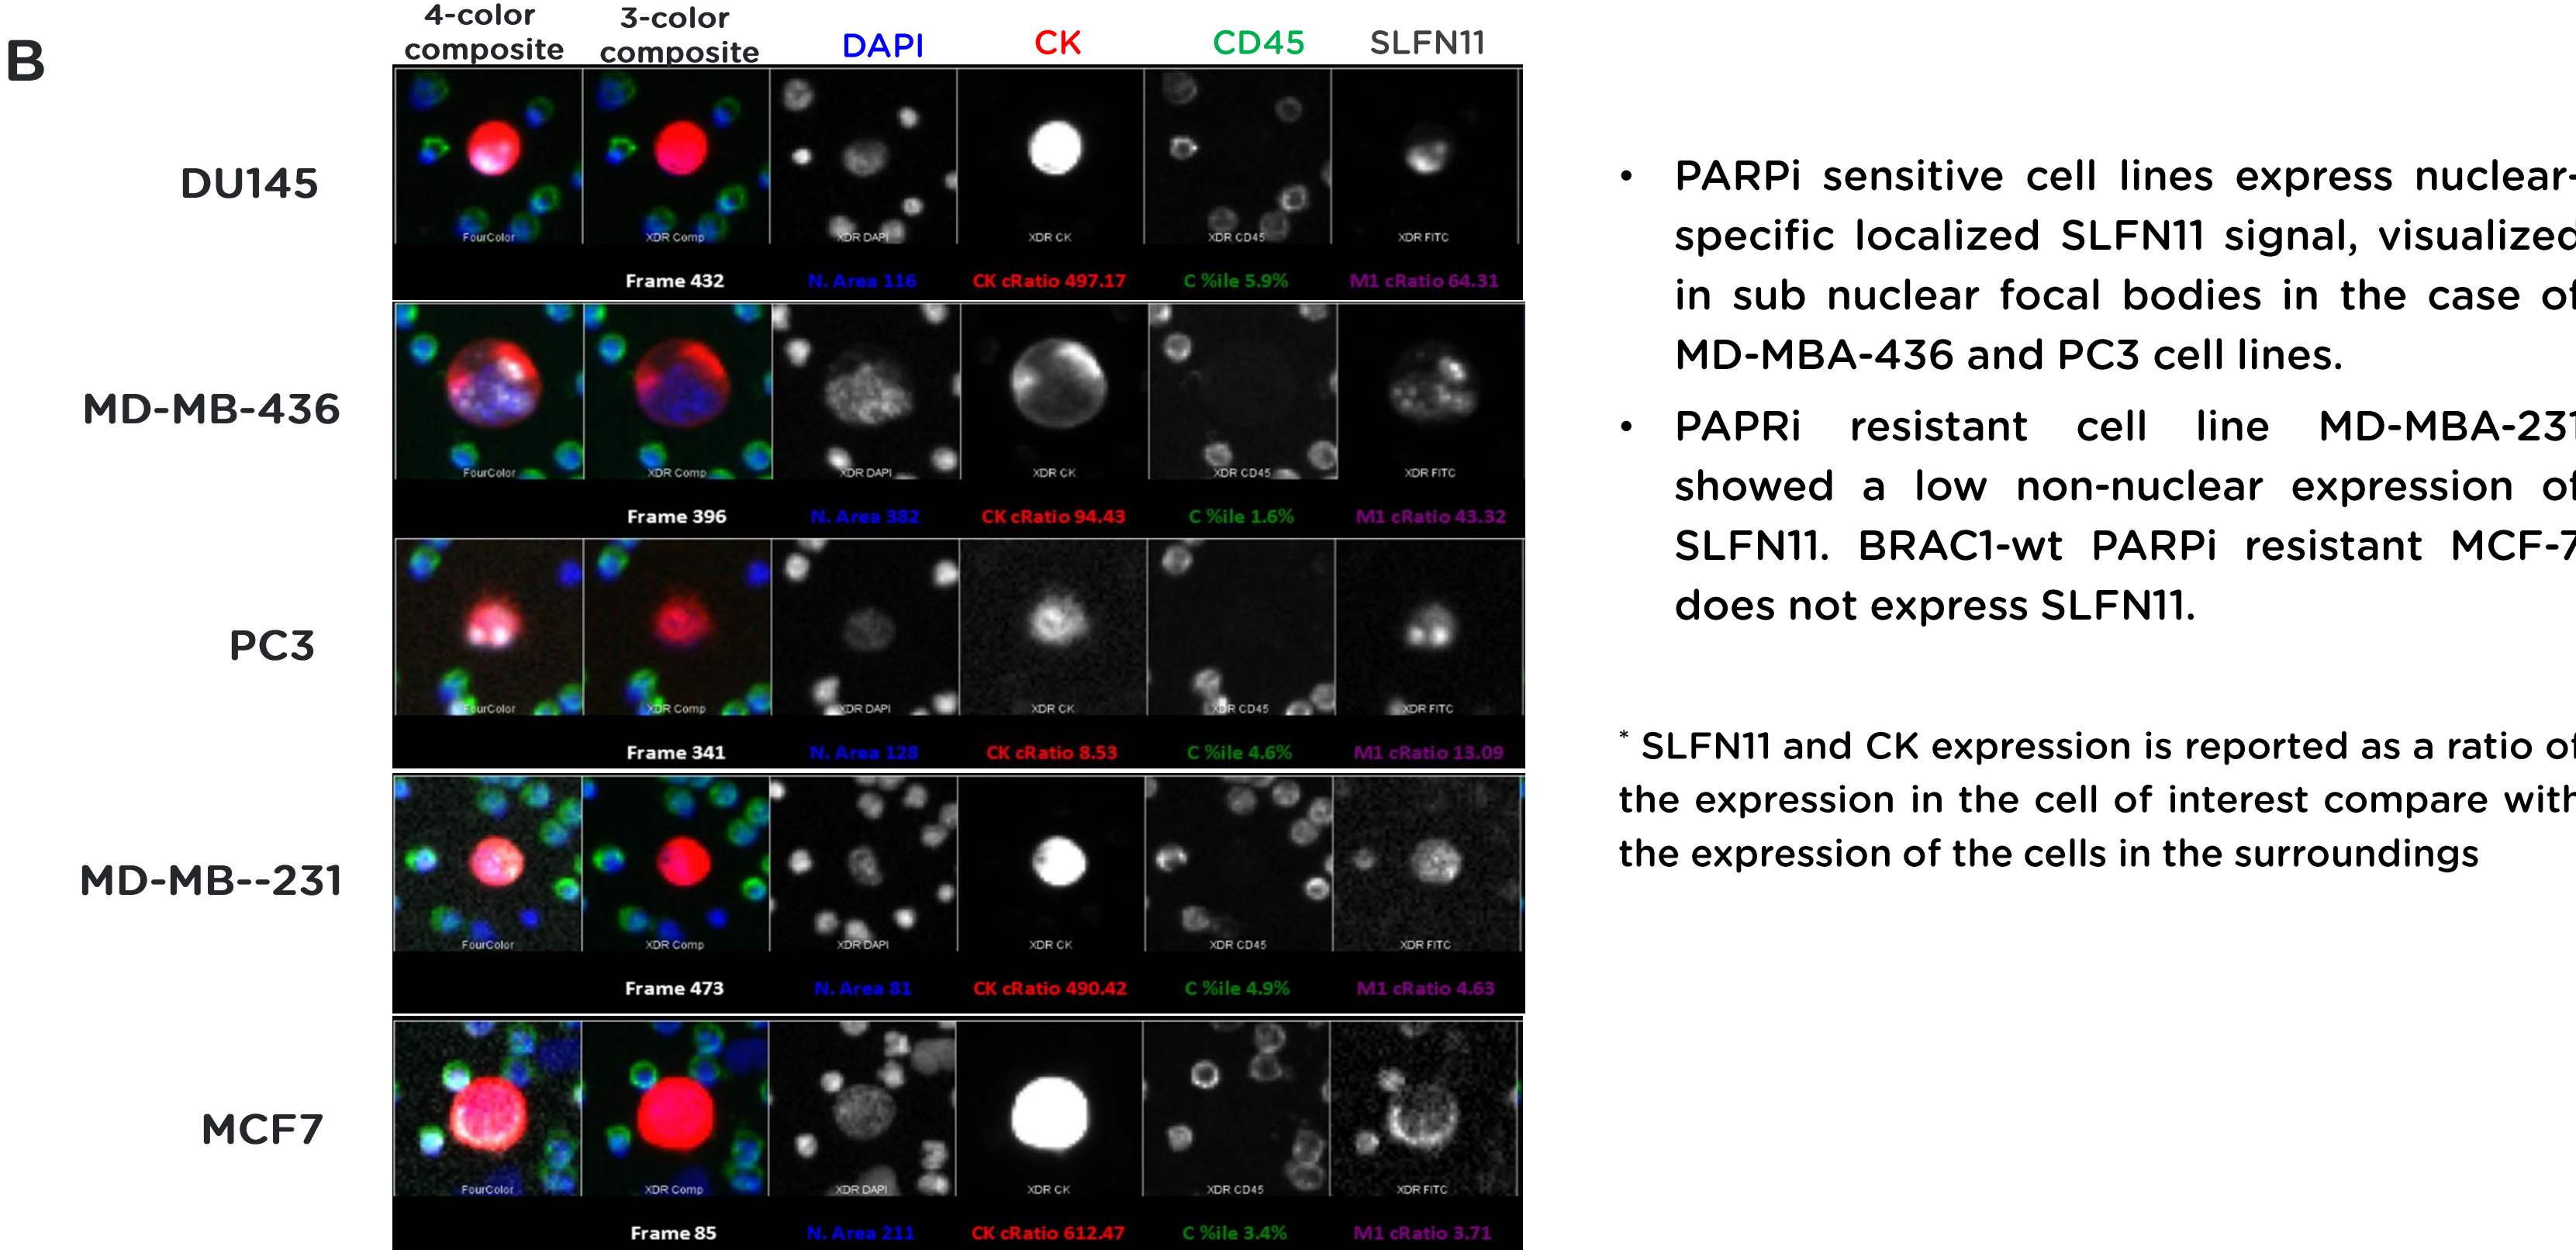 B
4-color composite
3-color composite
DAPI
CK
CD45
SLFN11
DU145
FourColor
XDR Comp
XDR DAPI
XDR CK
XDR CD45
XDR FITC
Frame 432
N. Area 116
CK cRatio 497.17
C %ile 5.9%
M1 cRatio 64.31
MD-MB-436
FourColor
XDR Comp
XDR DAPI
XDR CK
XDR CD45
XDR FITC
Frame 396
N. Area 382
CK cRatio 94.43
C %ile 1.6%
M1 cRatio 43.32
PC3
FourColor
XDR Comp
XDR DAPI
XDR CK
XDR CD45
XDR FITC
Frame 341
N. Area 128
CK cRatio 8.53
C %ile 4.6%
M1 cRatio 13.09
MD-MB--231
FourColor
XDR Comp
XDR DAPI
XDR CK
XDR CD45
XDR FITC
Frame 473
N. Area 81
CK cRatio 490.42
C %ile 4.9%
M1 cRatio 4.63
MCF7
FourColor
XDR Comp
XDR DAPI
XDR CK
XDR CD45
XDR FITC
Frame 85
N. Area 211
CK cRatio 612.47
C %ile 3.4%
M1 cRatio 3.71
• PARPi sensitive cell lines express nuclear-
specific localized SLFN11 signal, visualized
in sub nuclear focal bodies in the case of
MD-MBA-436 and PC3 cell lines.
• PAPRi resistant cell line MD-MBA-231
showed a low non-nuclear expression of
SLFN11. BRAC1-wt PARPi resistant MCF-7
does not express SLFN11.
* SLFN11 and CK expression is reported as a ratio of
the expression in the cell of interest compare with
the expression of the cells in the surroundings